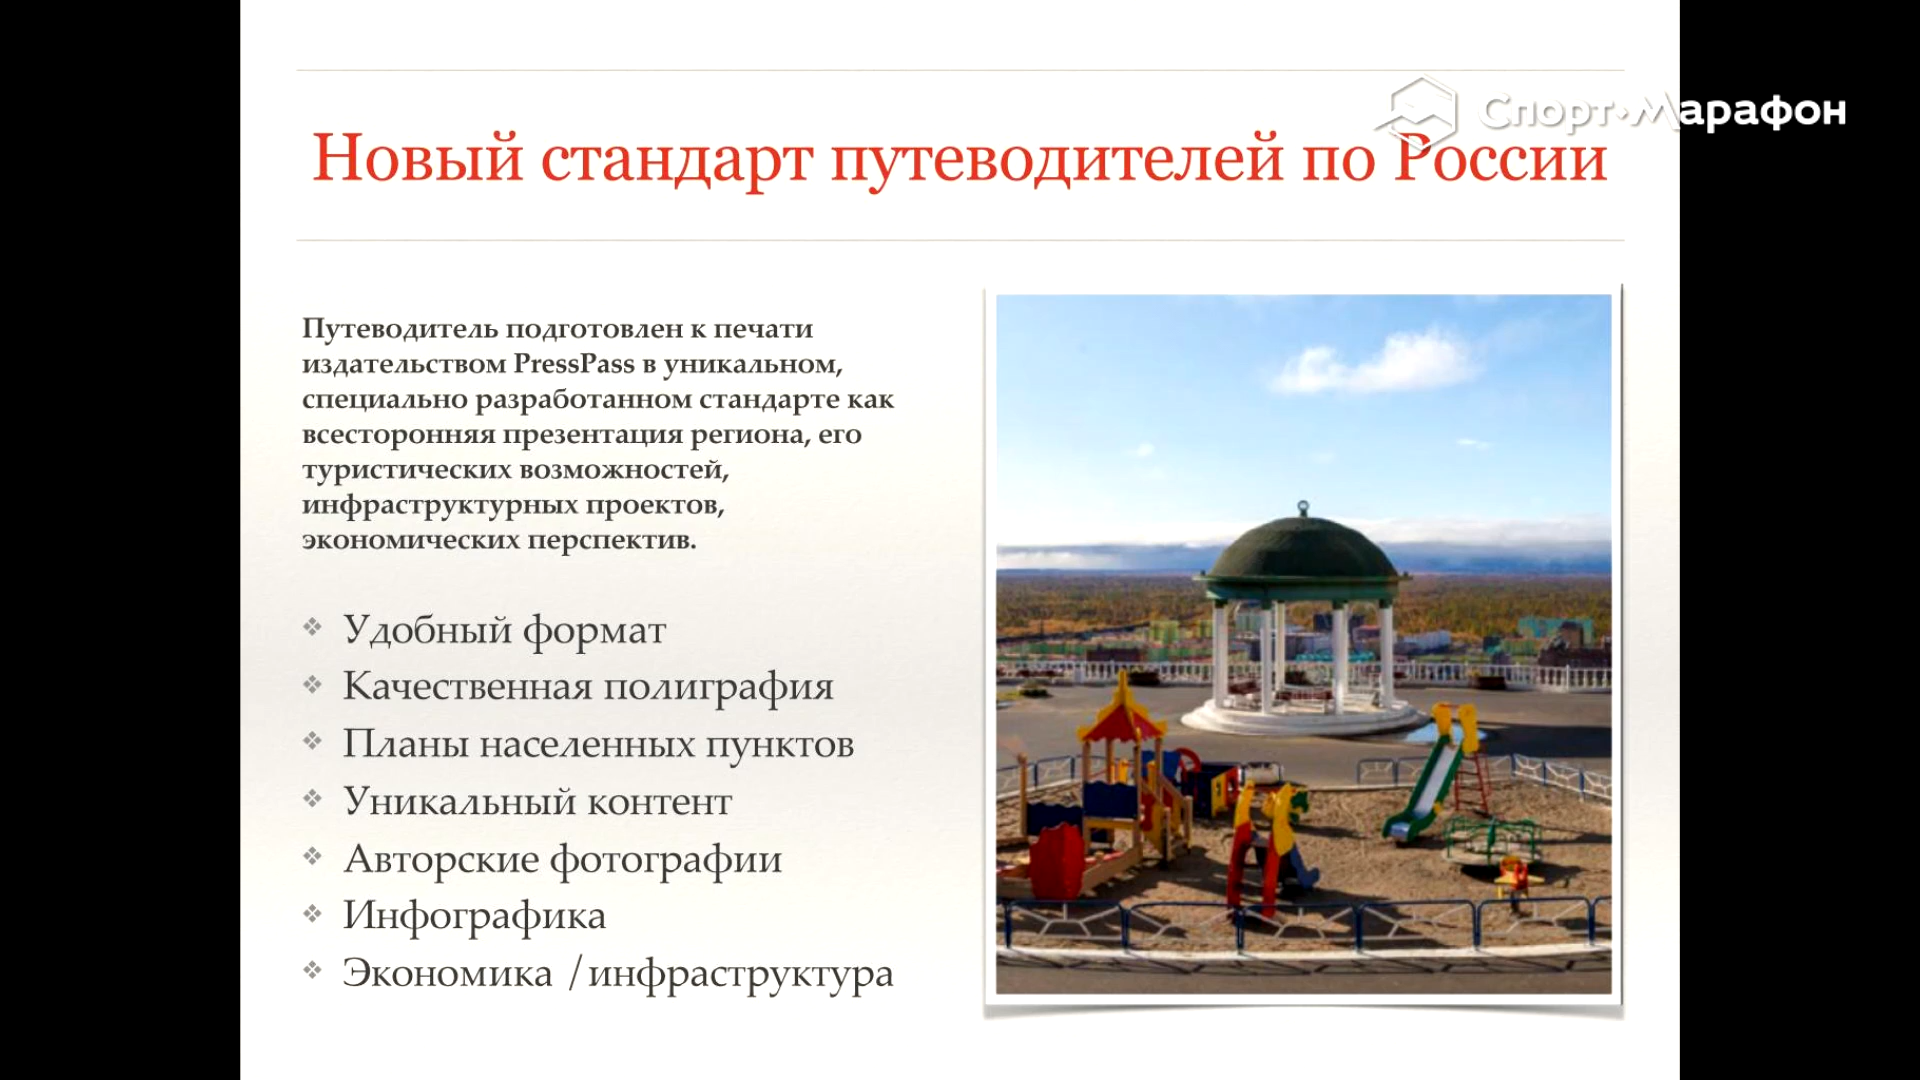 Спорт-Марафон
Новый стандарт путеводителей по России
Путеводитель подготовлен к печати
издательством PressPass в уникальном,
специально разработанном стандарте как
всесторонняя презентация региона, его
туристических возможностей,
инфраструктурных проектов,
экономических перспектив.
Удобный формат
Качественная полиграфия
Планы населенных пунктов
Уникальный контент
Авторские фотографии
Инфографика
Экономика /инфраструктура